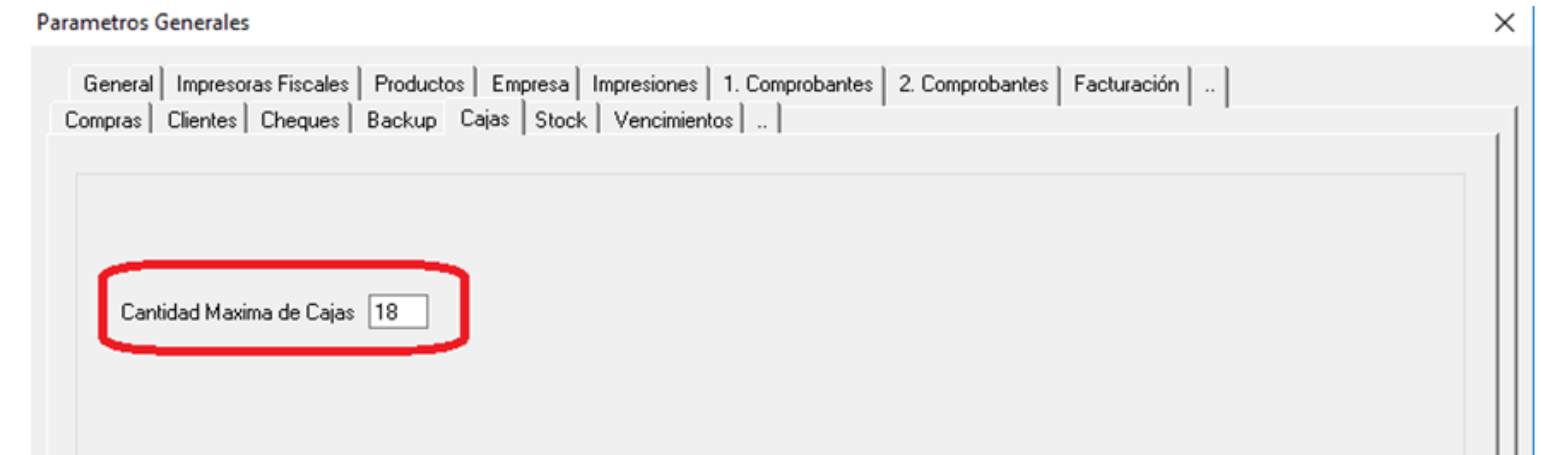 Parametros Generales
General Impresoras Fiscales Productos Empresa Impresiones 1. Comprobantes 2. Comprobantes Facturación ..
Compras Clientes Cheques Backup Cajas Stock Vencimientos ..
Cantidad Maxima de Cajas 18